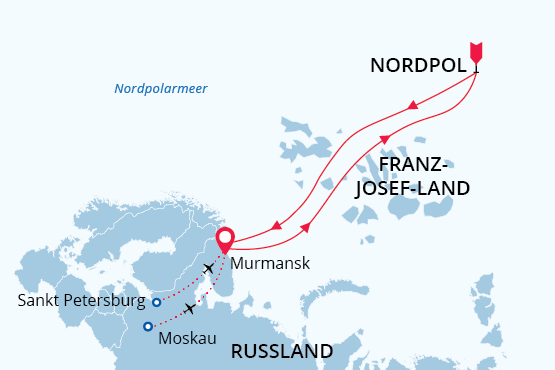 NORDPOL
Nordpolarmeer
FRANZ-
JOSEF-LAND
Murmansk
Sankt Petersburg
Moskau
RUSSLAND